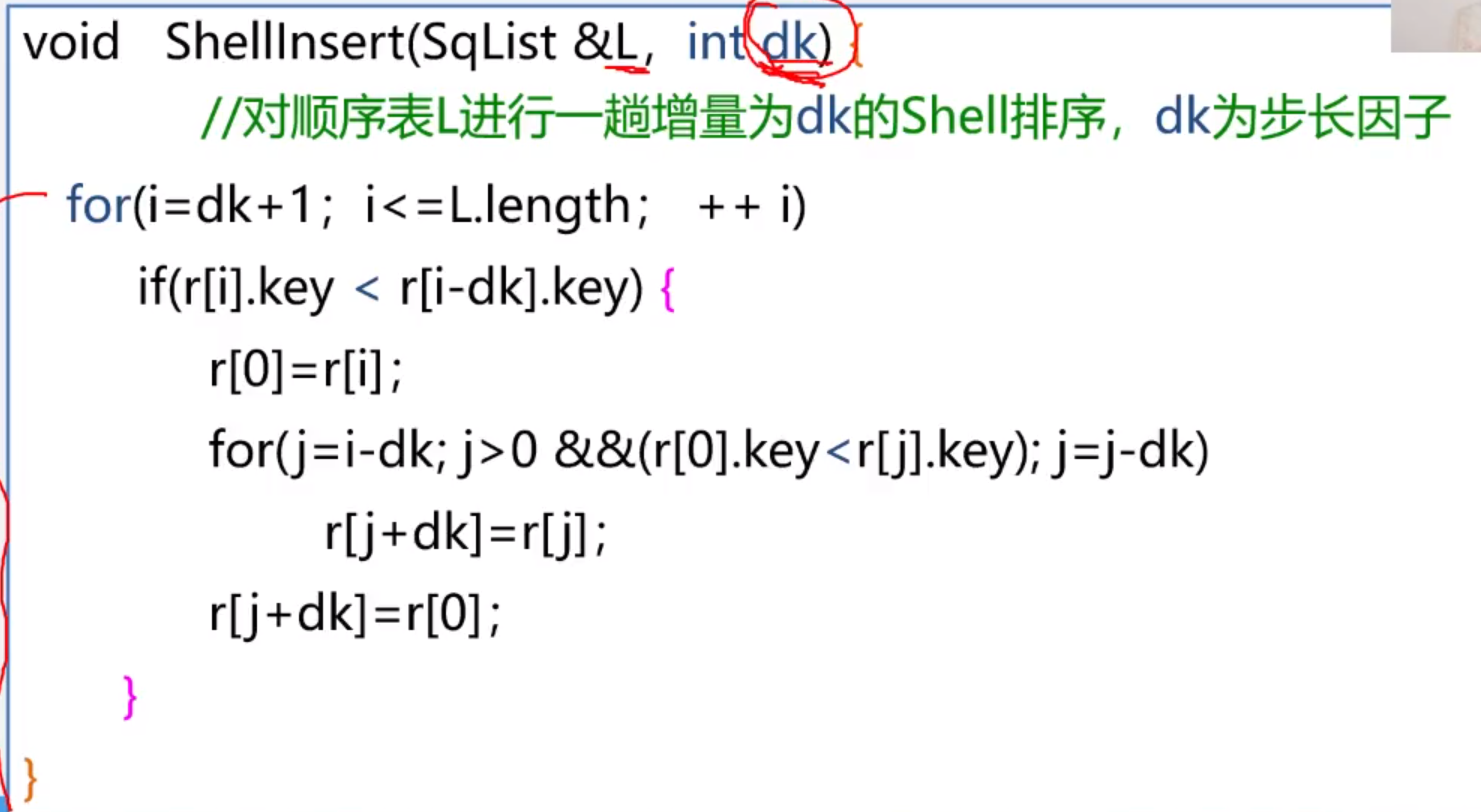 void ShellInsert(SqList &L, int dk) {
//对顺序表L进行一趟增量为dk的Shell排序，dk为步长因子
for(i=dk+1; i<=L.length; ++ i)
if(r[i].key < r[i-dk].key) {
r[0]=r[i];
for(j=i-dk; j>0 &&(r[0].key<r[j].key); j=j-dk)
r[j+dk]=r[j];
r[j+dk]=r[0];
}
}